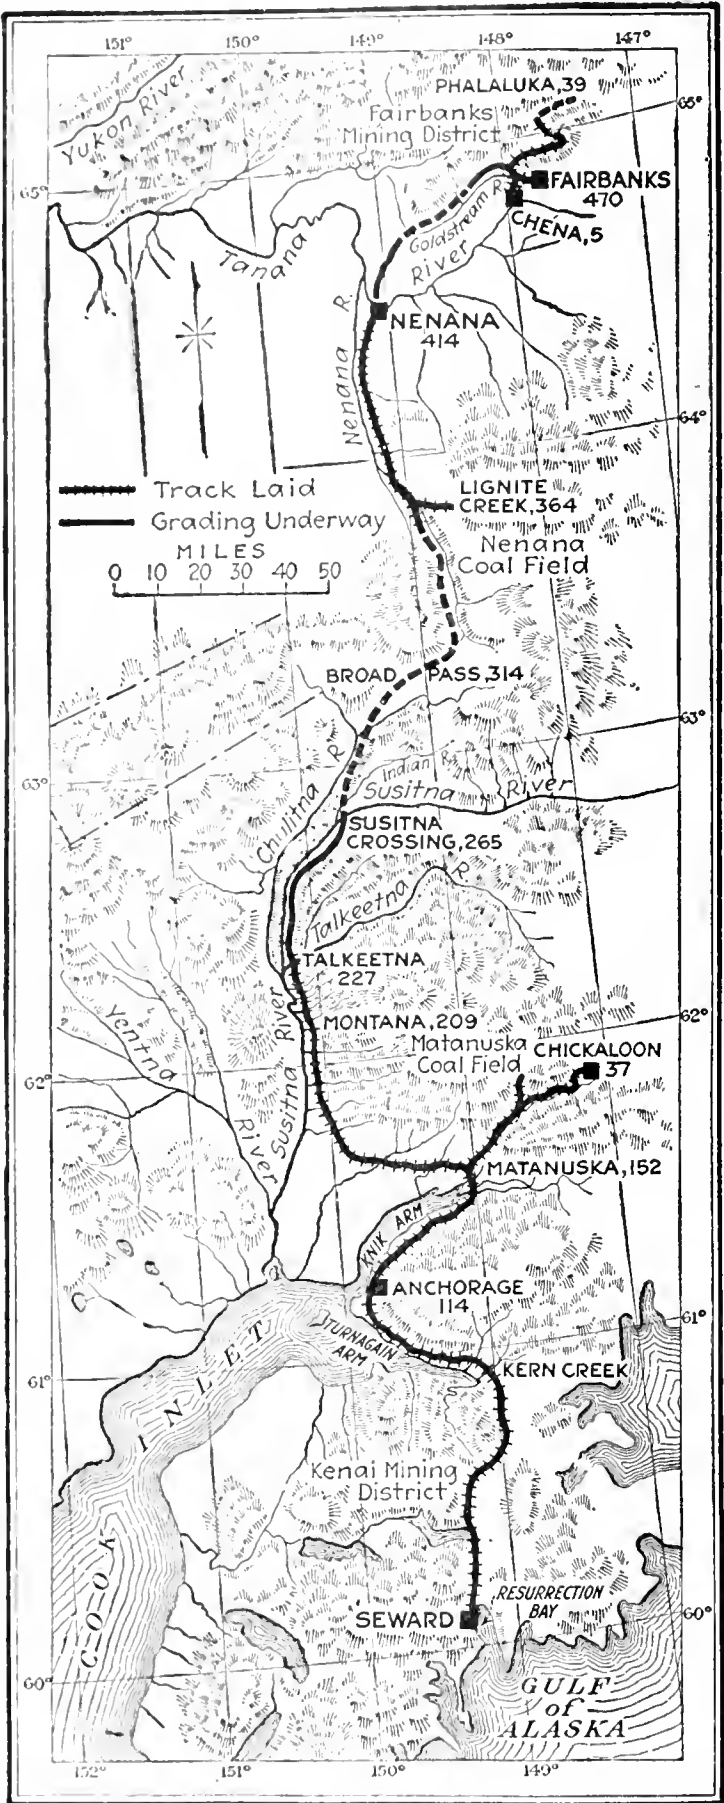 151° 150° 149° 148° 147°
PHALALUKA, 39
65°
Yukon River
Fairbanks
Mining District
65°
FAIRBANKS
470
R.
Goldstream
CHENA, 5
River
Tanana
NENANA
414
Nenana R.
64°
Track Laid
Grading Underway
MILES
0 10 20 30 40 50
LIGNITE
CREEK, 364
Nenana
Coal Field
BROAD PASS, 314
63°
63°
Indian R.
Susitna River
Chulitna R.
SUSITNA
CROSSING, 265
Talkeetna R.
TALKEETNA
227
62°
MONTANA, 209
Matanuska
Coal Field
CHICKALOON
37
Yentna River
62°
Susitna River
MATANUSKA, 152
KNIK ARM
ANCHORAGE
114
61°
TURNAGAIN
ARM
KERN CREEK
61°
COOK INLET
Kenai Mining
District
RESURRECTION
BAY
SEWARD
60°
60°
GULF
of
ALASKA
152° 151° 150° 149°